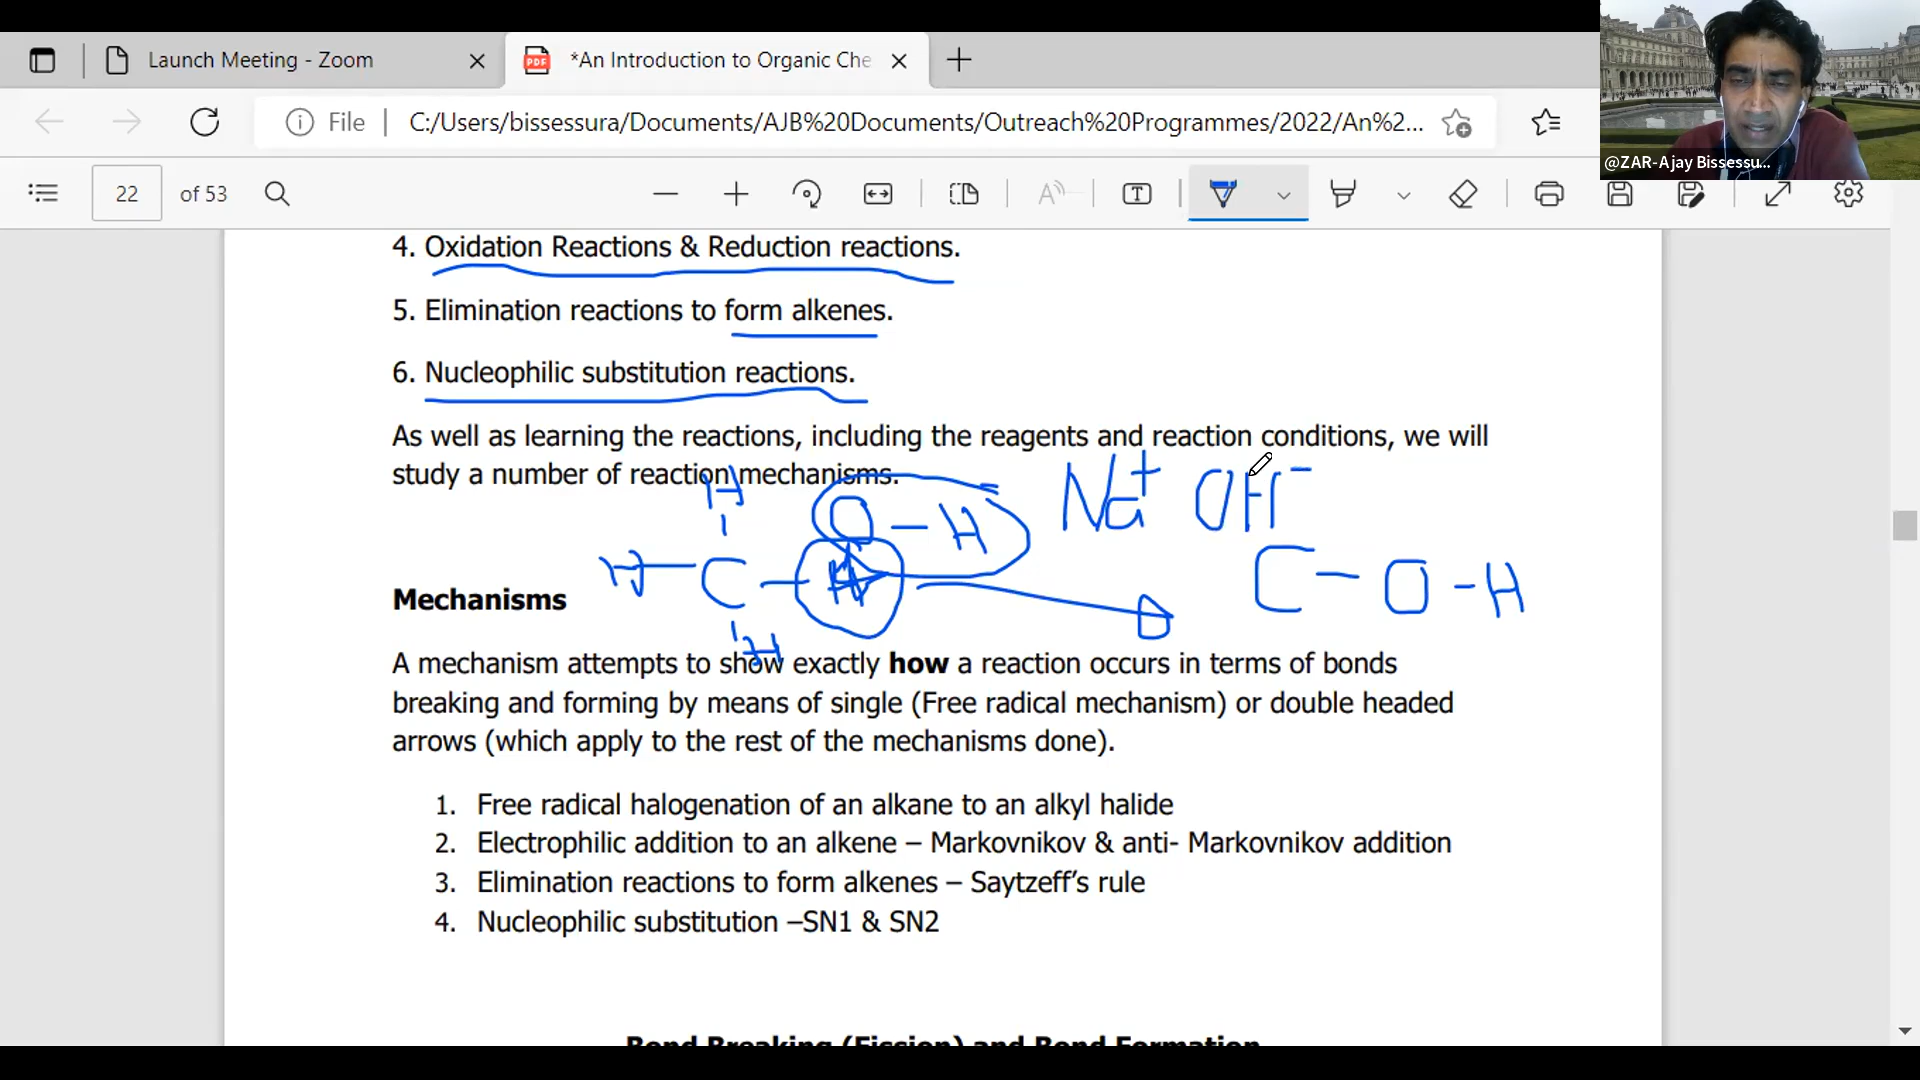 Launch Meeting - Zoom
*An Introduction to Organic Che
File
C:/Users/bissessura/Documents/AJB%20Documents/Outreach%20Programmes/2022/An%2...
@ZAR-Ajay Bissessu...
22 of 53
4. Oxidation Reactions & Reduction reactions.
5. Elimination reactions to form alkenes.
6. Nucleophilic substitution reactions.
As well as learning the reactions, including the reagents and reaction conditions, we will
study a number of reaction mechanisms.
H
O – H Na+ OH–
H – C – H C – O – H
H
Mechanisms
A mechanism attempts to show exactly how a reaction occurs in terms of bonds
breaking and forming by means of single (Free radical mechanism) or double headed
arrows (which apply to the rest of the mechanisms done).
1. Free radical halogenation of an alkane to an alkyl halide
2. Electrophilic addition to an alkene – Markovnikov & anti- Markovnikov addition
3. Elimination reactions to form alkenes – Saytzeff's rule
4. Nucleophilic substitution –SN1 & SN2
Bond Breaking (Fission) and Bond Formation